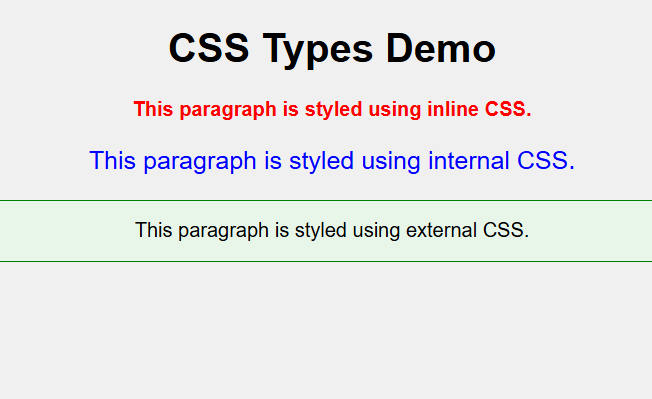 CSS Types Demo
This paragraph is styled using inline CSS.
This paragraph is styled using internal CSS.
This paragraph is styled using external CSS.